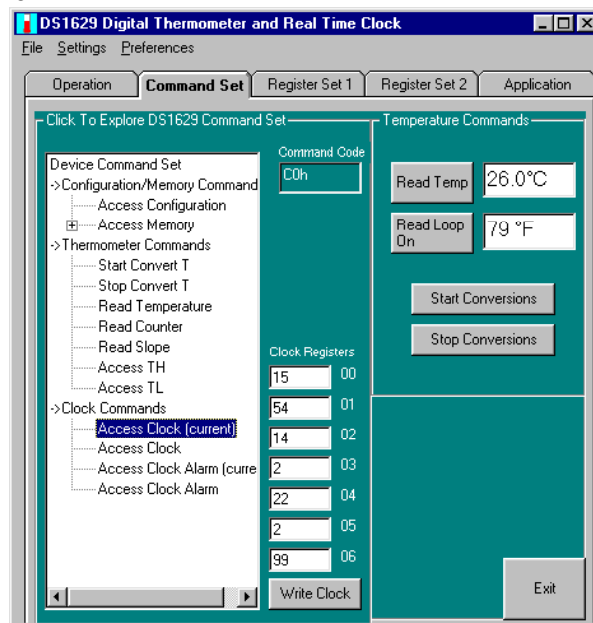 DS1629 Digital Thermometer and Real Time Clock
File Settings Preferences
Operation Command Set Register Set 1 Register Set 2 Application
Click To Explore DS1629 Command Set
Device Command Set
->Configuration/Memory Command
Access Configuration
Access Memory
->Thermometer Commands
Start Convert T
Stop Convert T
Read Temperature
Read Counter
Read Slope
Access TH
Access TL
->Clock Commands
Access Clock (current)
Access Clock
Access Clock Alarm (curre
Access Clock Alarm
Command Code
C0h
Clock Registers
15 00
54 01
14 02
2 03
22 04
2 05
99 06
Write Clock
Temperature Commands
Read Temp 26.0°C
Read Loop
On
79 °F
Start Conversions
Stop Conversions
Exit